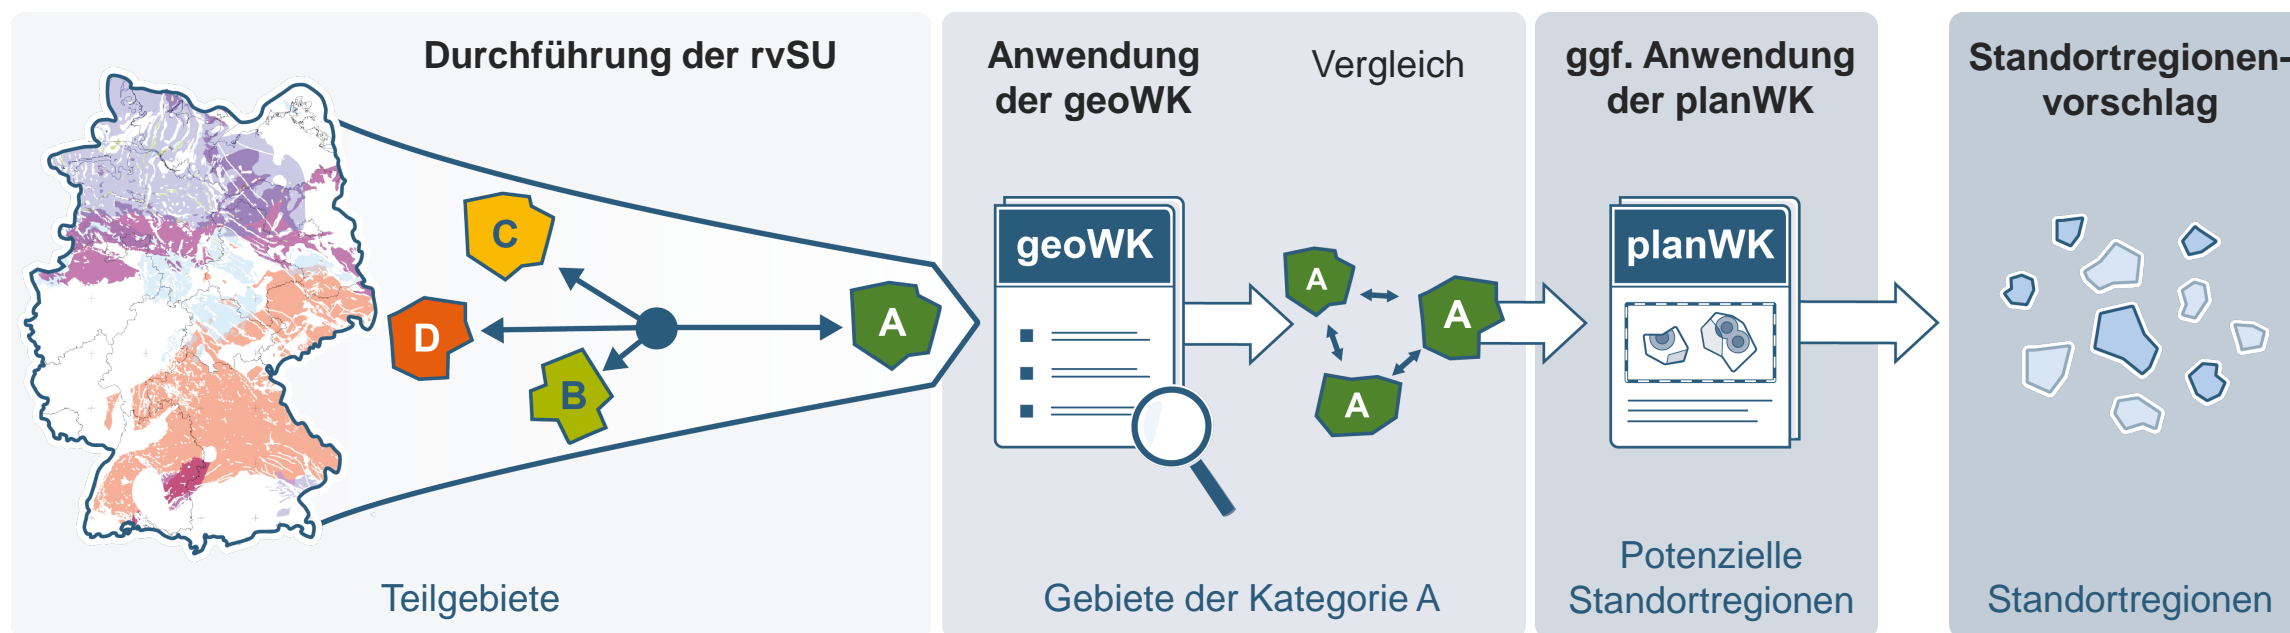 Durchführung der rvSU
C
D
B
A
Teilgebiete
Anwendung
der geoWK
Vergleich
geoWK
A
A
A
Gebiete der Kategorie A
ggf. Anwendung
der planWK
planWK
Potenzielle
Standortregionen
Standortregionen-
vorschlag
Standortregionen